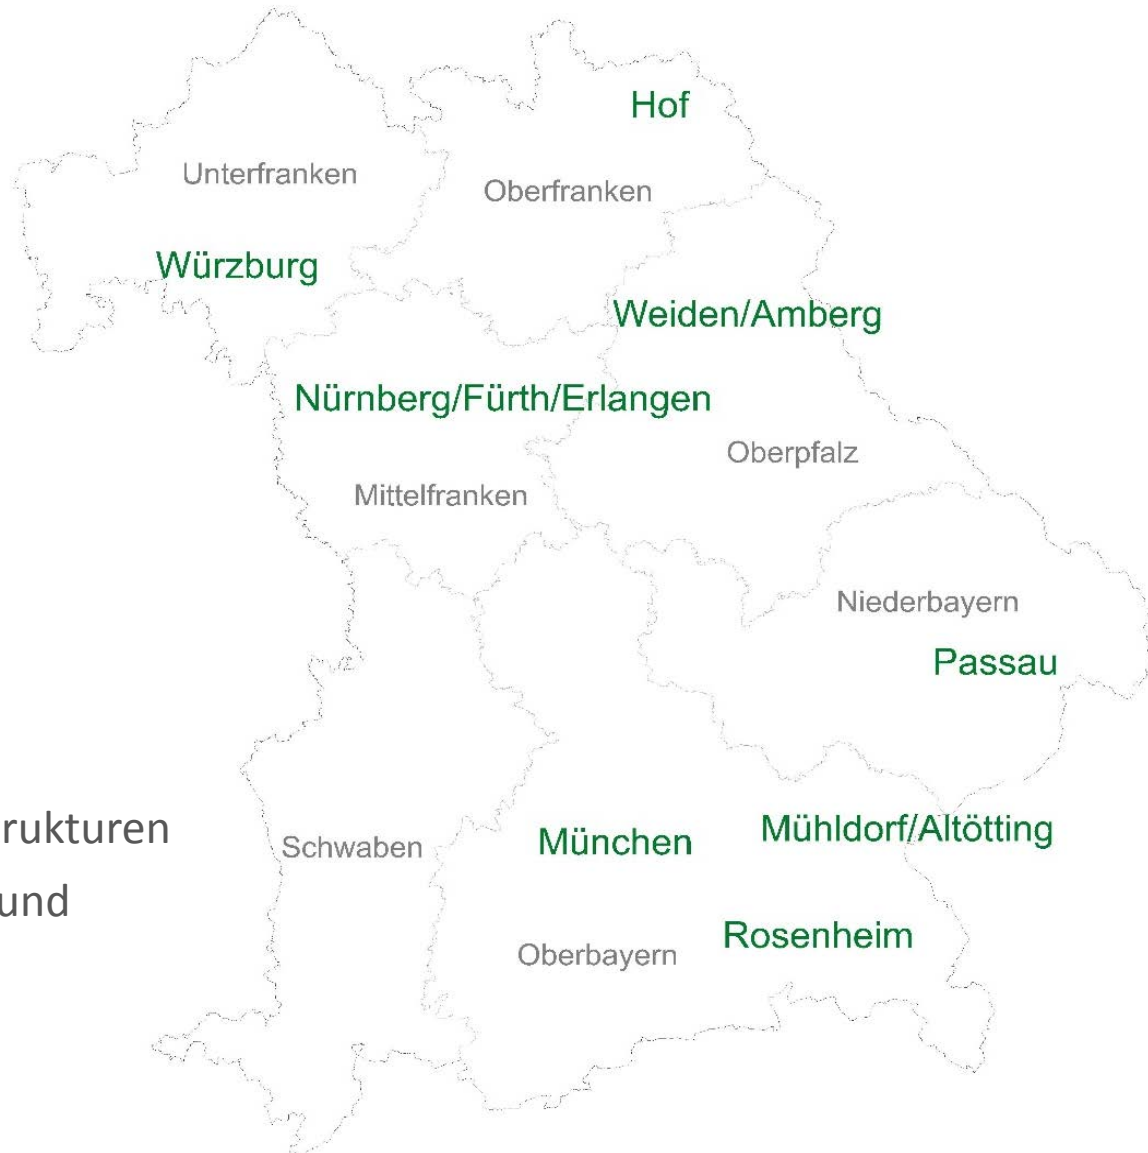 Hof
Unterfranken
Oberfranken
Würzburg
Weiden/Amberg
Nürnberg/Fürth/Erlangen
Oberpfalz
Mittelfranken
Niederbayern
Passau
rukturen
Schwaben
München
Mühldorf/Altötting
und
Oberbayern
Rosenheim